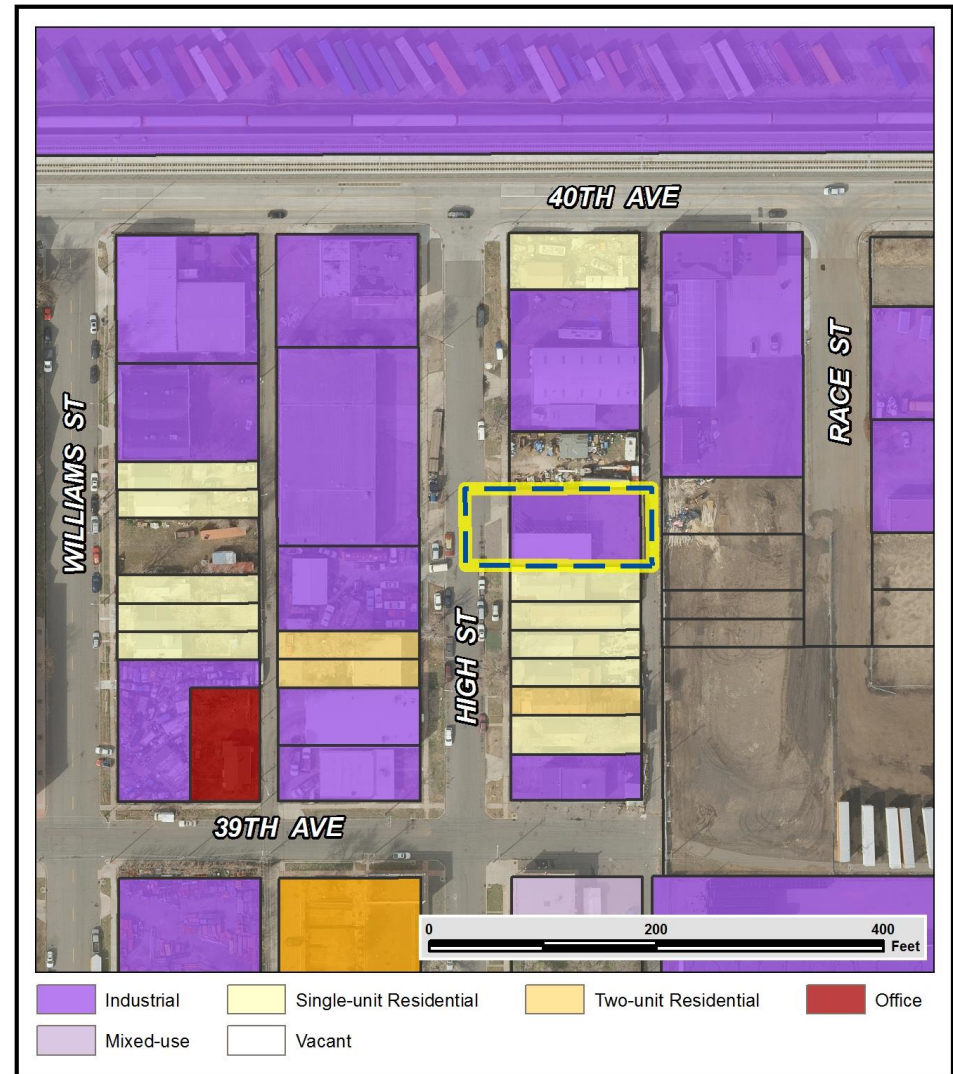 40TH AVE
WILLIAMS ST
HIGH ST
RACE ST
39TH AVE
0 200 400
Feet
Industrial Single-unit Residential Two-unit Residential Office
Mixed-use Vacant